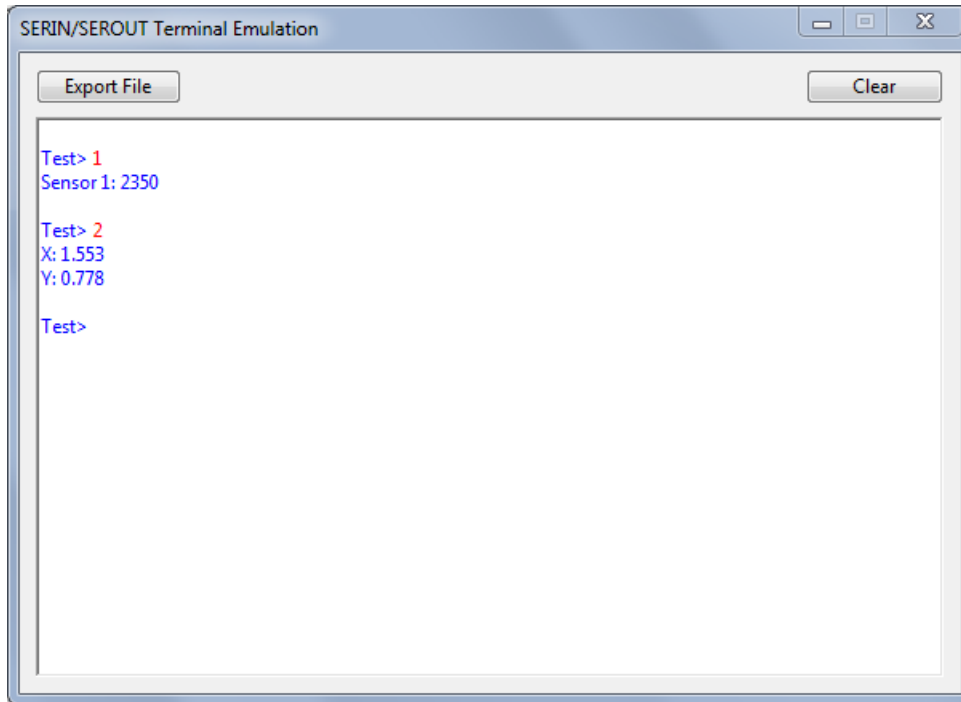 SERIN/SEROUT Terminal Emulation
Export File
Clear
Test> 1
Sensor 1: 2350
Test> 2
X: 1.553
Y: 0.778
Test>